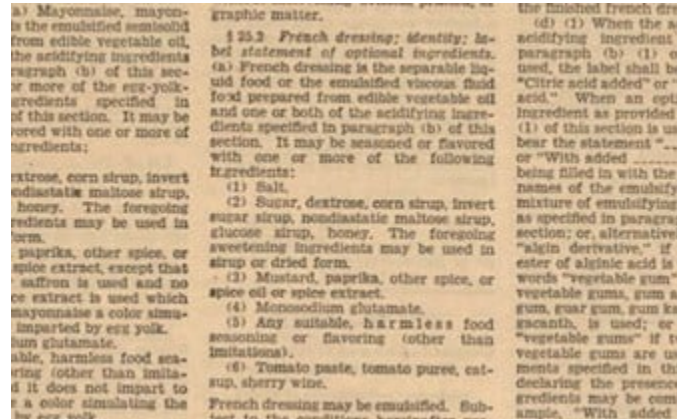 a) Mayonnaise, mayon-
is the emulsified semisolid
from edible vegetable oil,
the acidifying ingredients
paragraph (b) of this sec-
or more of the egg-yolk-
ingredients specified in
of this section. It may be
vored with one or more of
ingredients:
extrose, corn sirup, invert
ndiastatic maltose sirup,
honey. The foregoing
redients may be used in
form.
paprika, other spice, or
spice extract, except that
saffron is used and no
ce extract is used which
mayonnaise a color simu-
imparted by egg yolk.
ium glutamate.
able, harmless food sea-
oring (other than imita-
d it does not impart to
e a color simulating the
by egg yolk.
graphic matter.
§ 25.2 French dressing; identity; la-
bel statement of optional ingredients.
(a) French dressing is the separable liq-
uid food or the emulsified viscous fluid
food prepared from edible vegetable oil
and one or both of the acidifying ingre-
dients specified in paragraph (b) of this
section. It may be seasoned or flavored
with one or more of the following
ingredients:
(1) Salt.
(2) Sugar, dextrose, corn sirup, invert
sugar sirup, nondiastatic maltose sirup,
glucose sirup, honey. The foregoing
sweetening ingredients may be used in
sirup or dried form.
(3) Mustard, paprika, other spice, or
spice oil or spice extract.
(4) Monosodium glutamate.
(5) Any suitable, harmless food
seasoning or flavoring (other than
imitations).
(6) Tomato paste, tomato puree, cat-
sup, sherry wine.
French dressing may be emulsified. Sub-
the finished french dre
(d) (1) When the a
acidifying ingredient
paragraph (b) (1) o
used, the label shall b
"Citric acid added" or "
acid." When an opt
ingredient as provided
(1) of this section is us
bear the statement "__
or "With added ______
being filled in with the
names of the emulsify
mixture of emulsifying
as specified in paragra
section; or, alternative
"algin derivative," if
ester of alginic acid is
words "vegetable gum"
vegetable gums, gum a
gum, guar gum, gum ka
gacanth, is used; or
"vegetable gums" if t
vegetable gums are us
ments specified in th
declaring the presenc
gredients may be com
ample, "With added